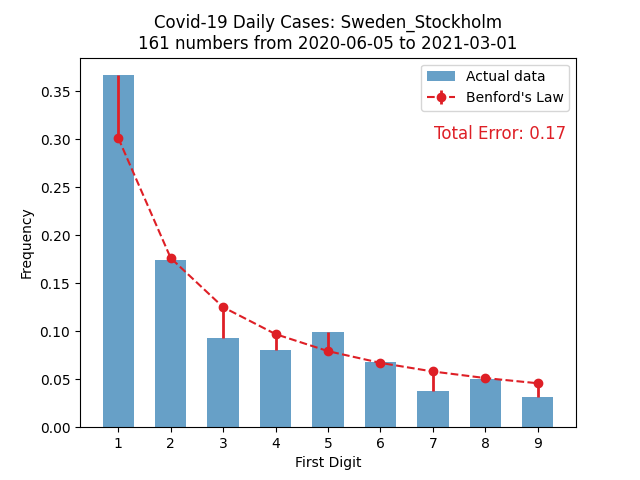 Covid-19 Daily Cases: Sweden_Stockholm
161 numbers from 2020-06-05 to 2021-03-01
Actual data
Benford's Law
Total Error: 0.17
Frequency
0.35
0.30
0.25
0.20
0.15
0.10
0.05
0.00
1 2 3 4 5 6 7 8 9
First Digit